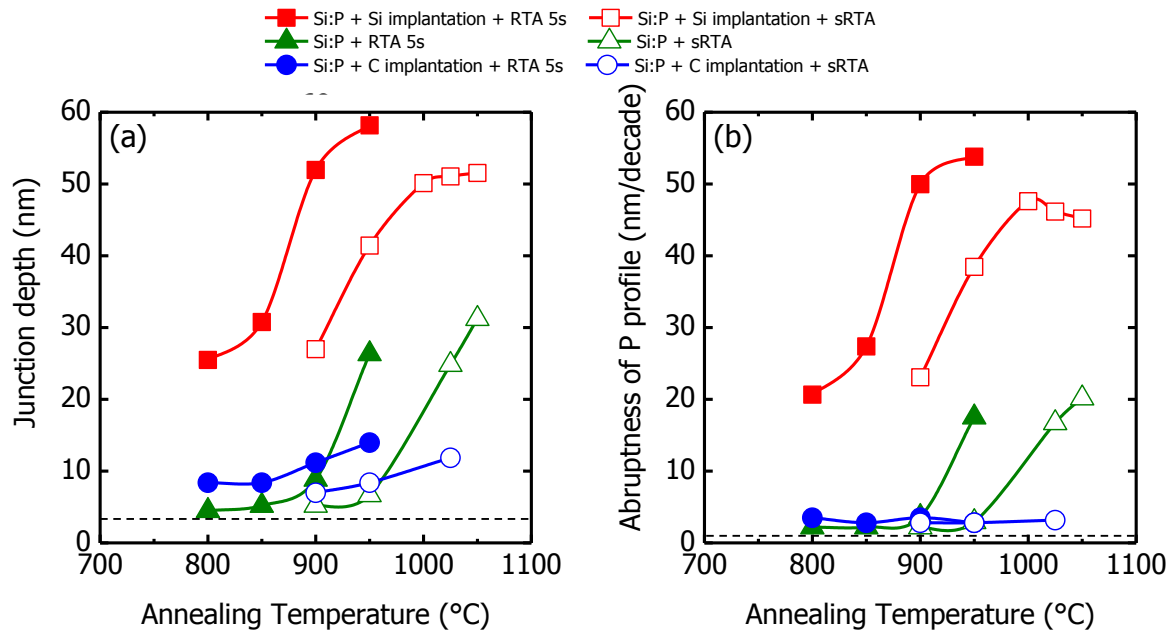 Si:P + Si implantation + RTA 5s
Si:P + Si implantation + sRTA
Si:P + RTA 5s
Si:P + sRTA
Si:P + C implantation + RTA 5s
Si:P + C implantation + sRTA
(a)
60
50
40
30
20
10
0
700 800 900 1000 1100
Junction depth (nm)
Annealing Temperature (°C)
(b)
60
50
40
30
20
10
0
700 800 900 1000 1100
Abruptness of P profile (nm/decade)
Annealing Temperature (°C)